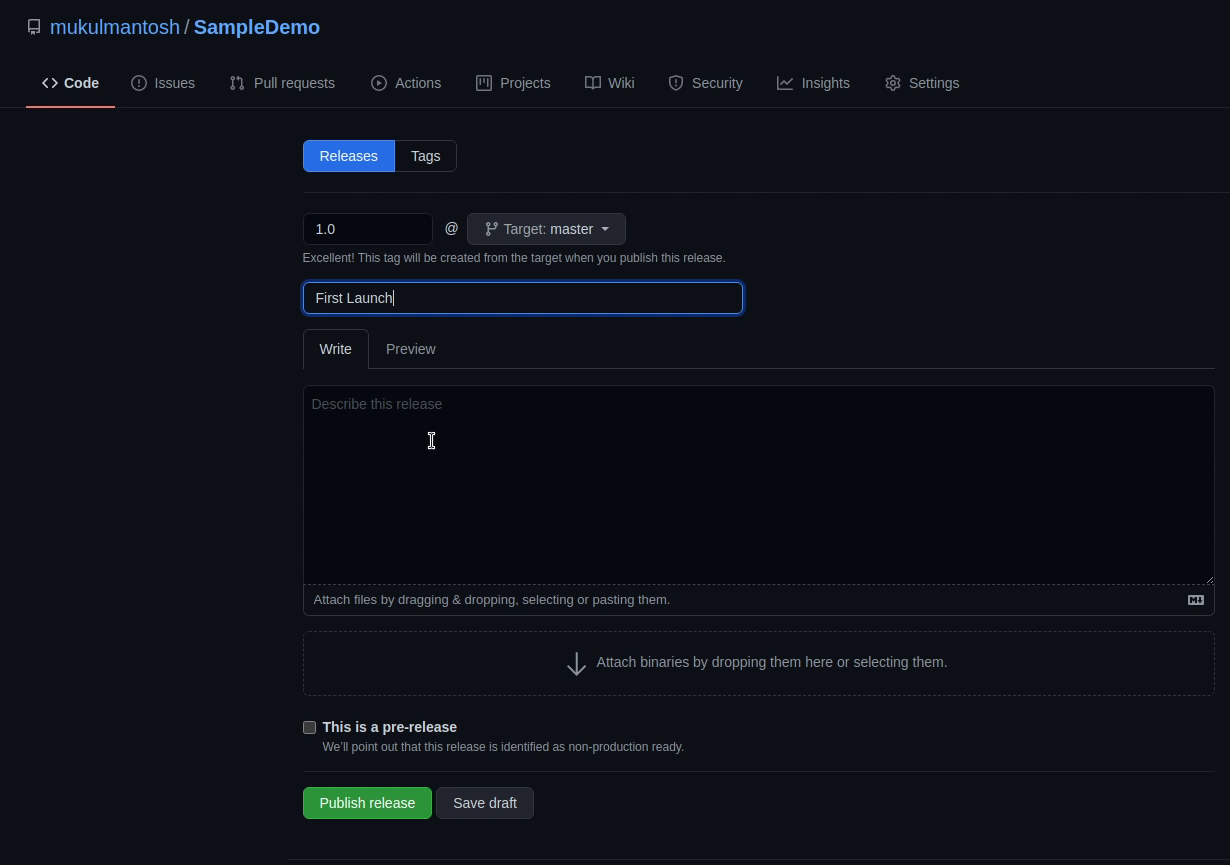 mukulmantosh / SampleDemo
Code Issues Pull requests Actions Projects Wiki Security Insights Settings
Releases Tags
1.0 @ Target: master
Excellent! This tag will be created from the target when you publish this release.
First Launch
Write Preview
Describe this release
Attach files by dragging & dropping, selecting or pasting them.
Attach binaries by dropping them here or selecting them.
This is a pre-release
We'll point out that this release is identified as non-production ready.
Publish release Save draft